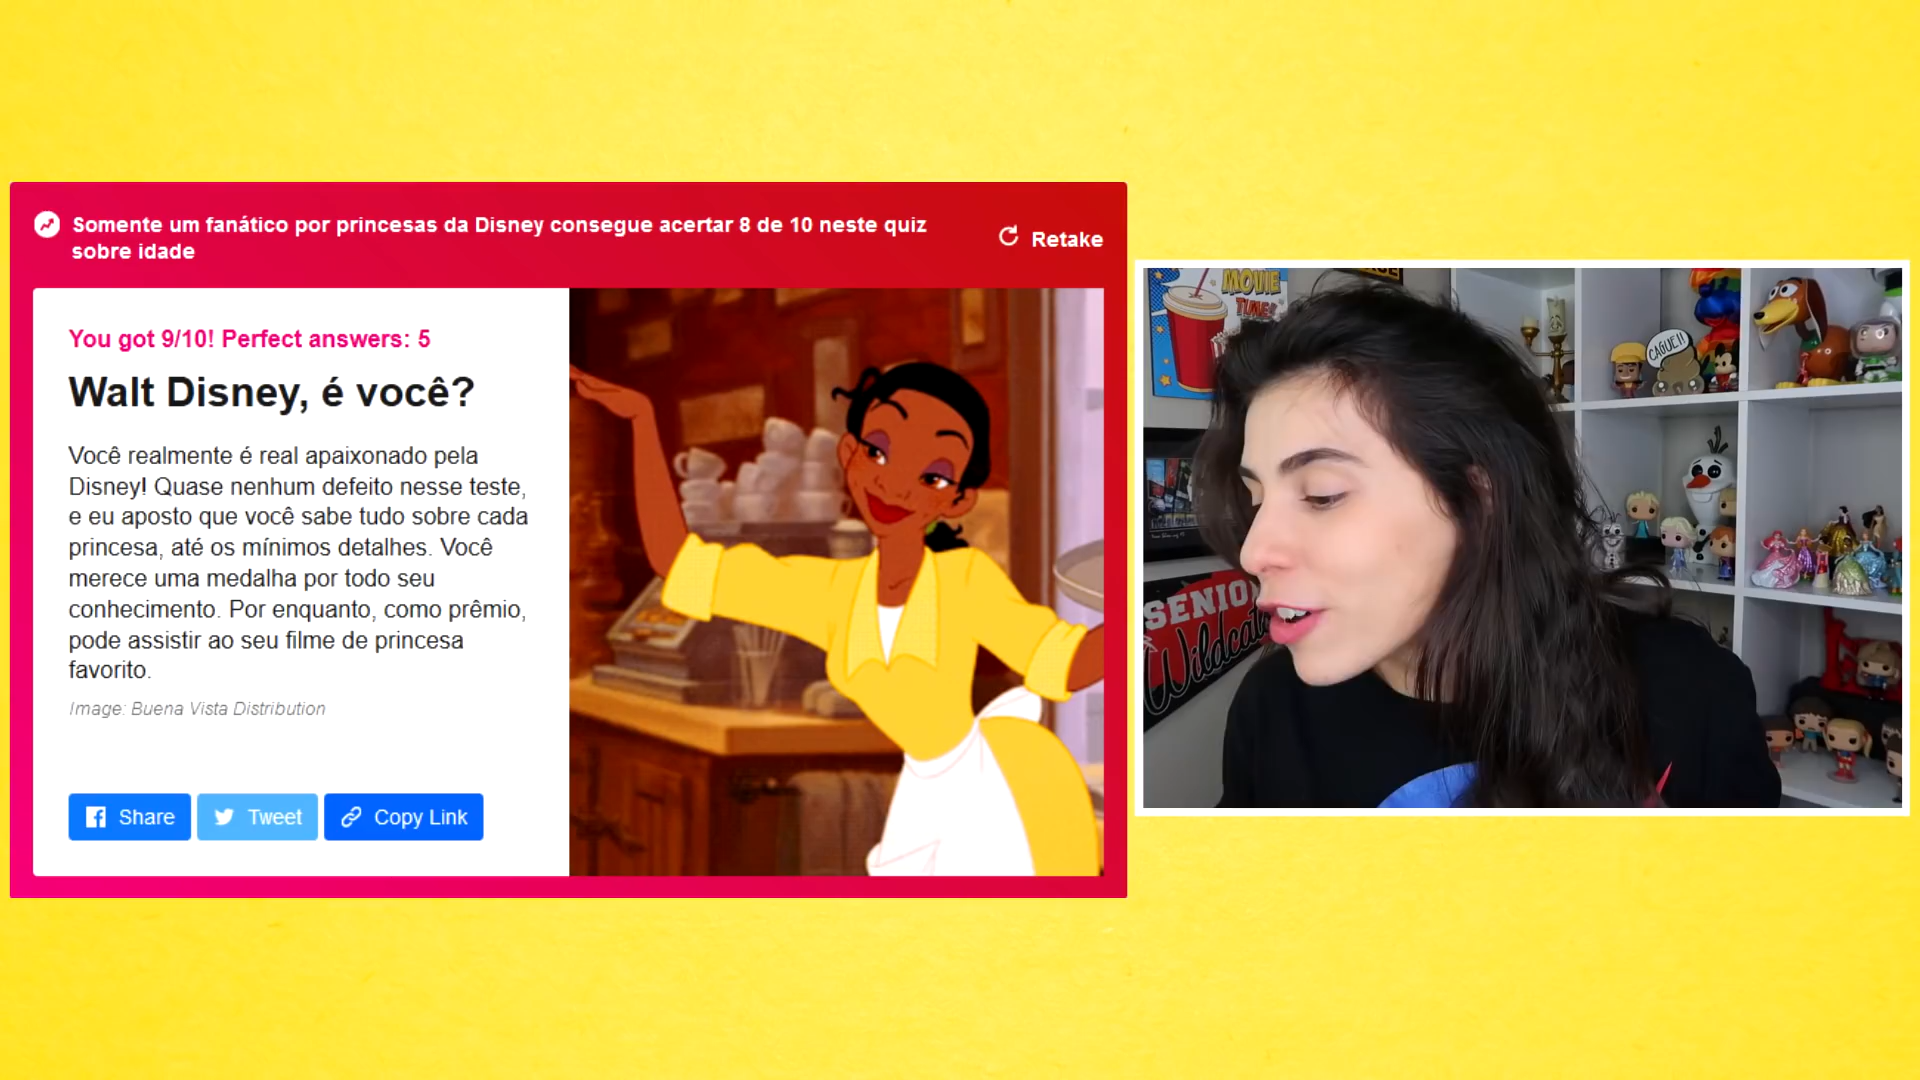 Somente um fanático por princesas da Disney consegue acertar 8 de 10 neste quiz
sobre idade
Retake
You got 9/10! Perfect answers: 5
Walt Disney, é você?
Você realmente é real apaixonado pela
Disney! Quase nenhum defeito nesse teste,
e eu aposto que você sabe tudo sobre cada
princesa, até os mínimos detalhes. Você
merece uma medalha por todo seu
conhecimento. Por enquanto, como prêmio,
pode assistir ao seu filme de princesa
favorito.
Image: Buena Vista Distribution
Share
Tweet
Copy Link
MOVIE
TIME
CAGUEI!
SENIO
Wildcat